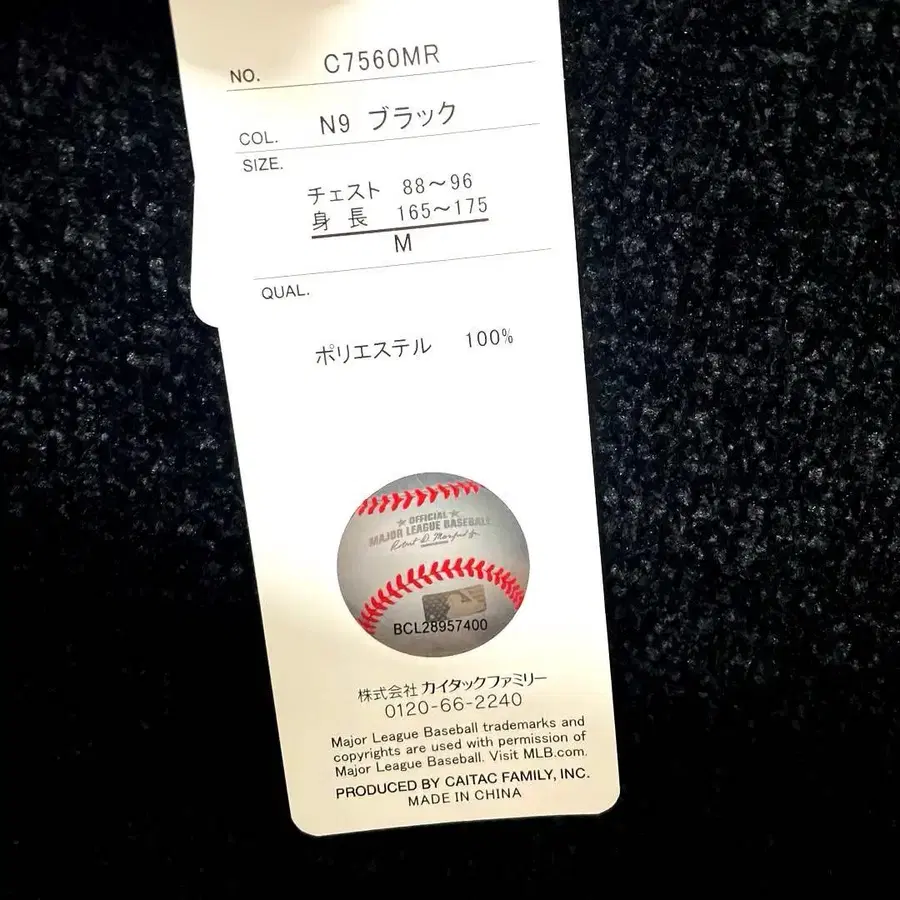 NO. C7560MR
COL. N9 ブラック
SIZE.
チェスト 88～96
身 長 165～175
M
QUAL.
ポリエステル 100%
OFFICIAL
MAJOR LEAGUE BASEBALL
BCL28957400
株式会社 カイタックファミリー
0120-66-2240
Major League Baseball trademarks and
copyrights are used with permission of
Major League Baseball. Visit MLB.com.
PRODUCED BY CAITAC FAMILY, INC.
MADE IN CHINA